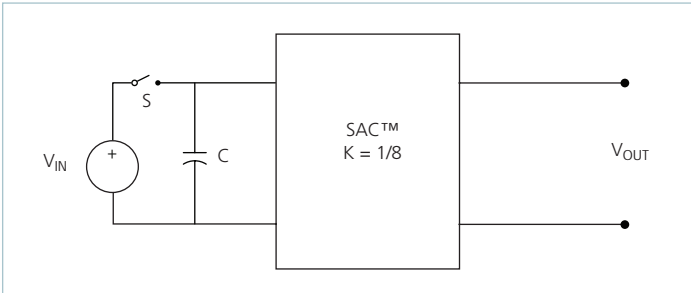 S
SAC™
K = 1/8
V_IN
+
C
V_OUT